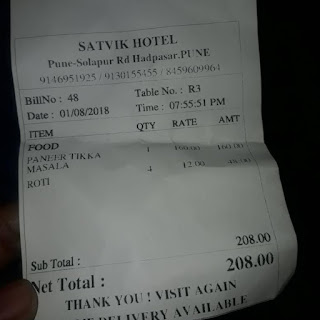 SATVIK HOTEL
Pune-Solapur Rd Hadpasar.PUNE
9146951925 / 9130155455 / 8459609964
BillNo : 48 Table No. : R3
Date : 01/08/2018 Time : 07:55:51 PM
ITEM QTY RATE AMT
FOOD
PANEER TIKKA 1 160.00 160.00
MASALA
ROTI 4 12.00 48.00
208.00
Sub Total :
Net Total : 208.00
THANK YOU ! VISIT AGAIN
DELIVERY AVAILABLE